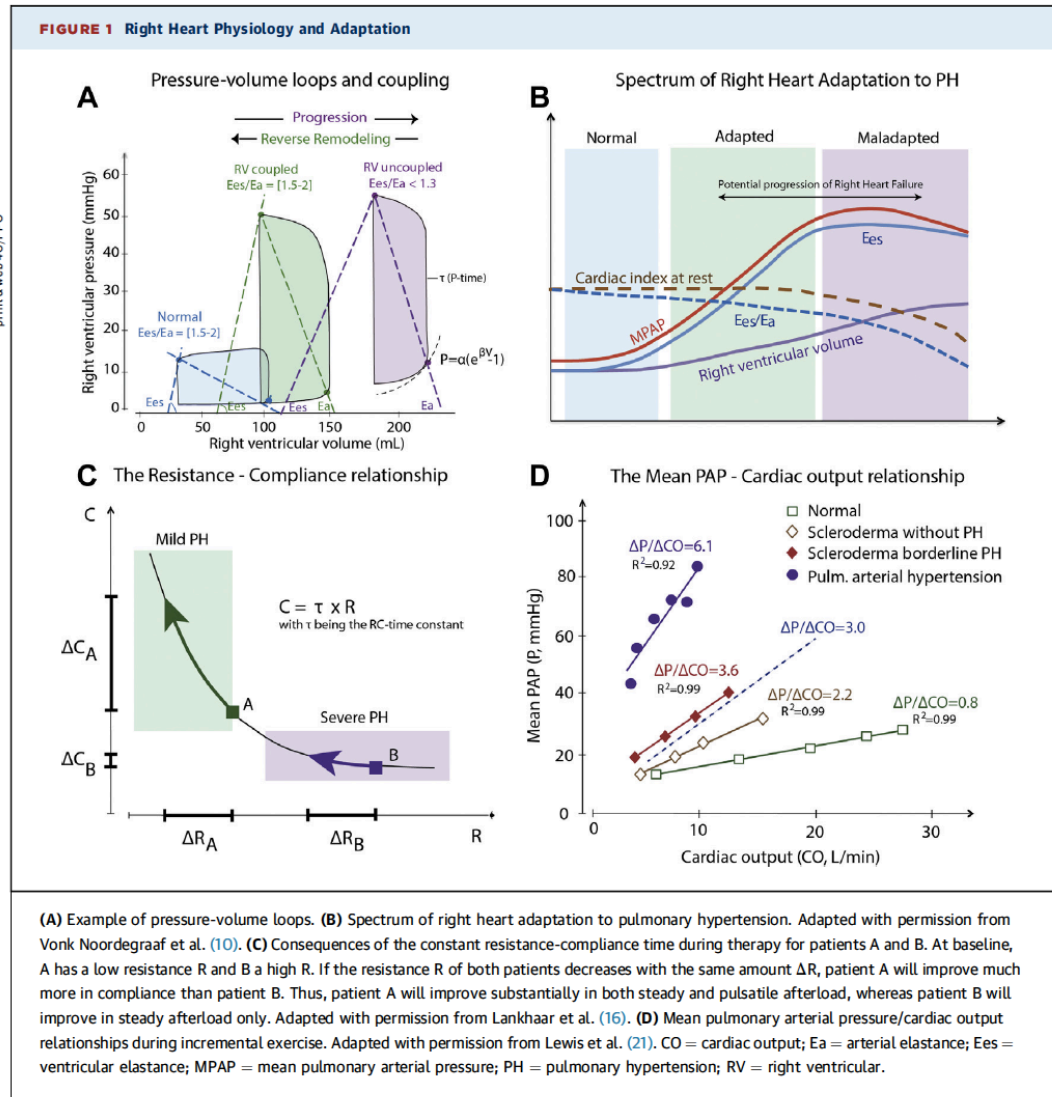 FIGURE 1 Right Heart Physiology and Adaptation
A
Pressure-volume loops and coupling
Progression
Reverse Remodeling
RV coupled
Ees/Ea = [1.5-2]
RV uncoupled
Ees/Ea < 1.3
Right ventricular pressure (mmHg)
60
50
40
30
20
10
0
Normal
Ees/Ea = [1.5-2]
τ (P-time)
P=α(e^βV-1)
Ees
Ees
Ees
Ea
Ea
0 50 100 150 200
Right ventricular volume (mL)
B
Spectrum of Right Heart Adaptation to PH
Normal Adapted Maladapted
Potential progression of Right Heart Failure
Ees
Cardiac index at rest
MPAP
Ees/Ea
Right ventricular volume
C
The Resistance - Compliance relationship
C
Mild PH
C = τ x R
with τ being the RC-time constant
ΔC_A
A
Severe PH
ΔC_B
B
ΔR_A
ΔR_B
R
D
The Mean PAP - Cardiac output relationship
Normal
Scleroderma without PH
Scleroderma borderline PH
Pulm. arterial hypertension
Mean PAP (P, mmHg)
100
80
60
40
20
0
ΔP/ΔCO=6.1
R²=0.92
ΔP/ΔCO=3.0
ΔP/ΔCO=3.6
R²=0.99
ΔP/ΔCO=2.2
R²=0.99
ΔP/ΔCO=0.8
R²=0.99
0 10 20 30
Cardiac output (CO, L/min)
(A) Example of pressure-volume loops. (B) Spectrum of right heart adaptation to pulmonary hypertension. Adapted with permission from
Vonk Noordegraaf et al. (10). (C) Consequences of the constant resistance-compliance time during therapy for patients A and B. At baseline,
A has a low resistance R and B a high R. If the resistance R of both patients decreases with the same amount ΔR, patient A will improve much
more in compliance than patient B. Thus, patient A will improve substantially in both steady and pulsatile afterload, whereas patient B will
improve in steady afterload only. Adapted with permission from Lankhaar et al. (16). (D) Mean pulmonary arterial pressure/cardiac output
relationships during incremental exercise. Adapted with permission from Lewis et al. (21). CO = cardiac output; Ea = arterial elastance; Ees =
ventricular elastance; MPAP = mean pulmonary arterial pressure; PH = pulmonary hypertension; RV = right ventricular.